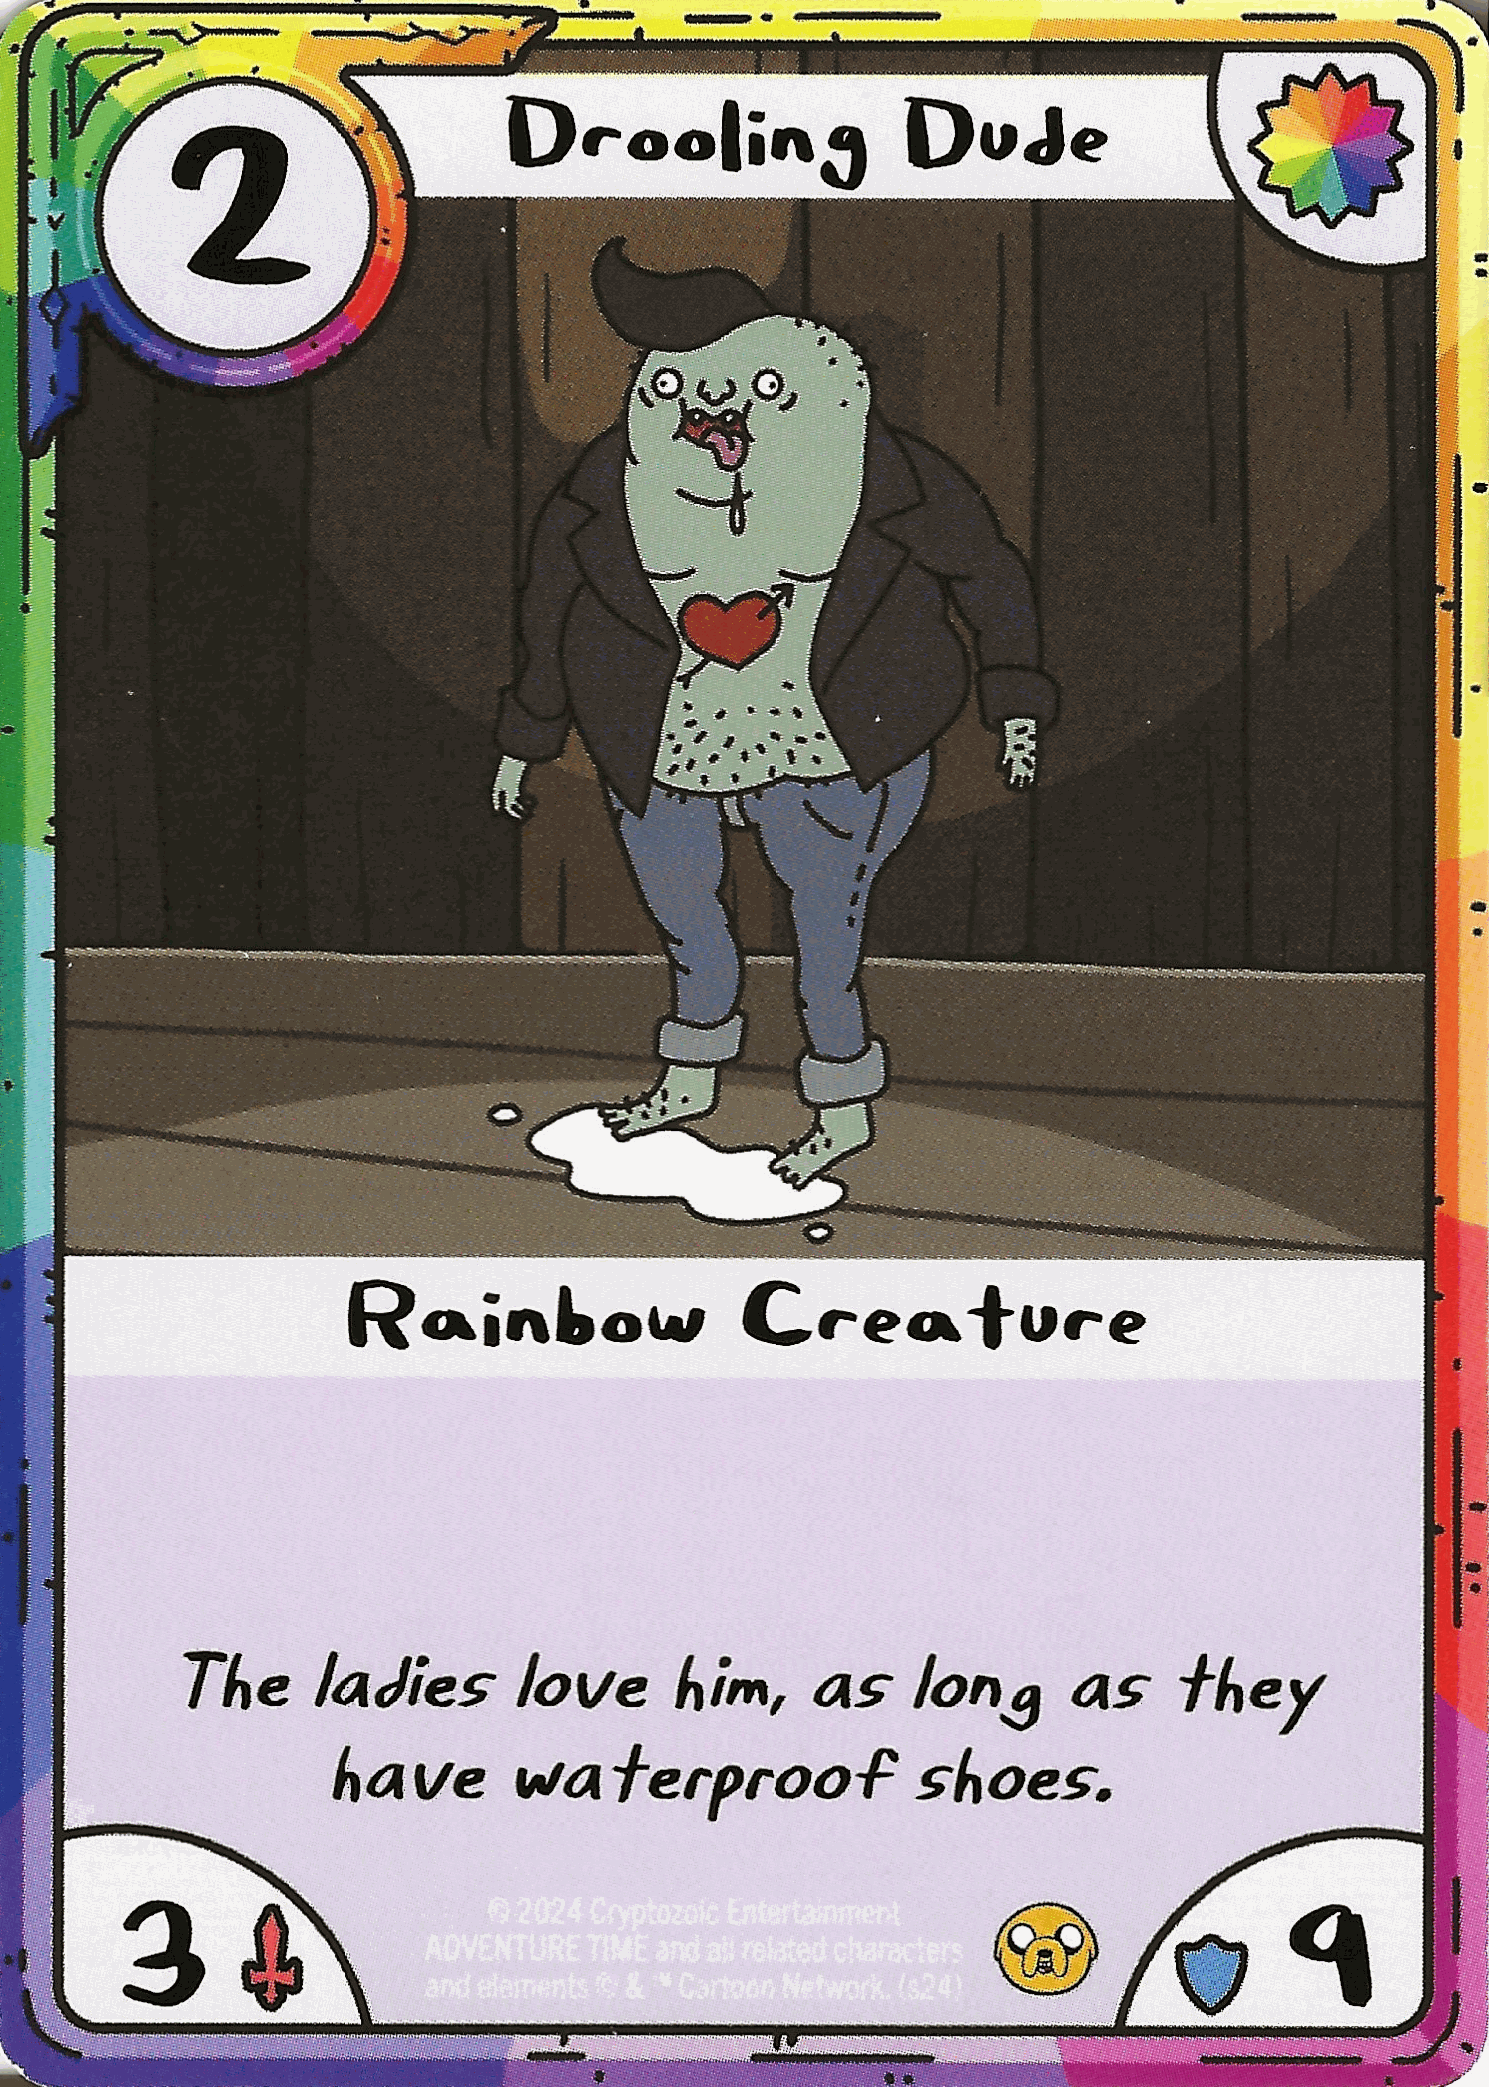 2
Drooling Dude
Rainbow Creature
The ladies love him, as long as they
have waterproof shoes.
3
© 2024 Cryptozoic Entertainment
ADVENTURE TIME and all related characters
and elements © & ™ Cartoon Network. (s24)
9